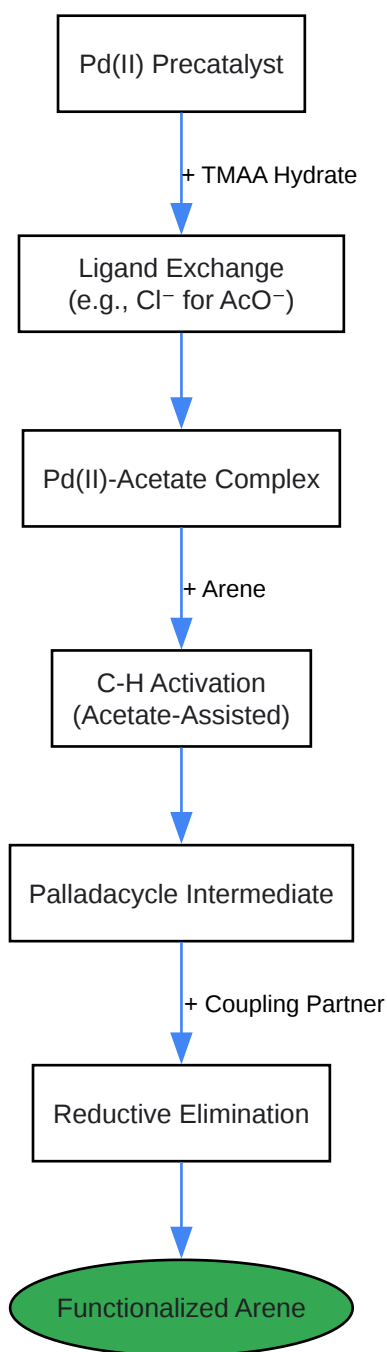 Pd(II) Precatalyst
+ TMAA Hydrate
Ligand Exchange
(e.g., Cl⁻ for AcO⁻)
Pd(II)-Acetate Complex
+ Arene
C-H Activation
(Acetate-Assisted)
Palladacycle Intermediate
+ Coupling Partner
Reductive Elimination
Functionalized Arene